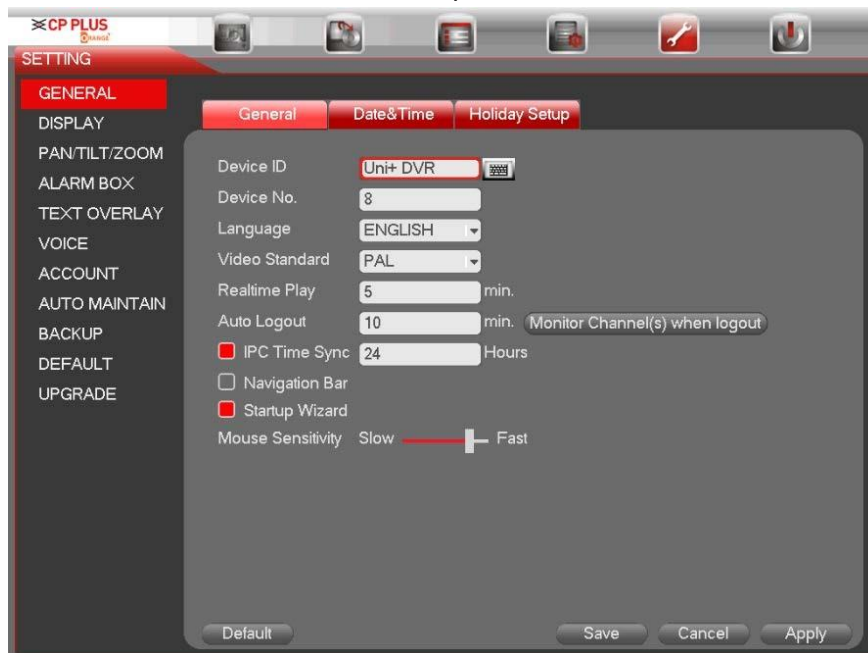 CP PLUS
Orange
SETTING
GENERAL
DISPLAY
PAN/TILT/ZOOM
ALARM BOX
TEXT OVERLAY
VOICE
ACCOUNT
AUTO MAINTAIN
BACKUP
DEFAULT
UPGRADE
General Date&Time Holiday Setup
Device ID Uni+ DVR
Device No. 8
Language ENGLISH
Video Standard PAL
Realtime Play 5 min.
Auto Logout 10 min. Monitor Channel(s) when logout
IPC Time Sync 24 Hours
Navigation Bar
Startup Wizard
Mouse Sensitivity Slow Fast
Default Save Cancel Apply